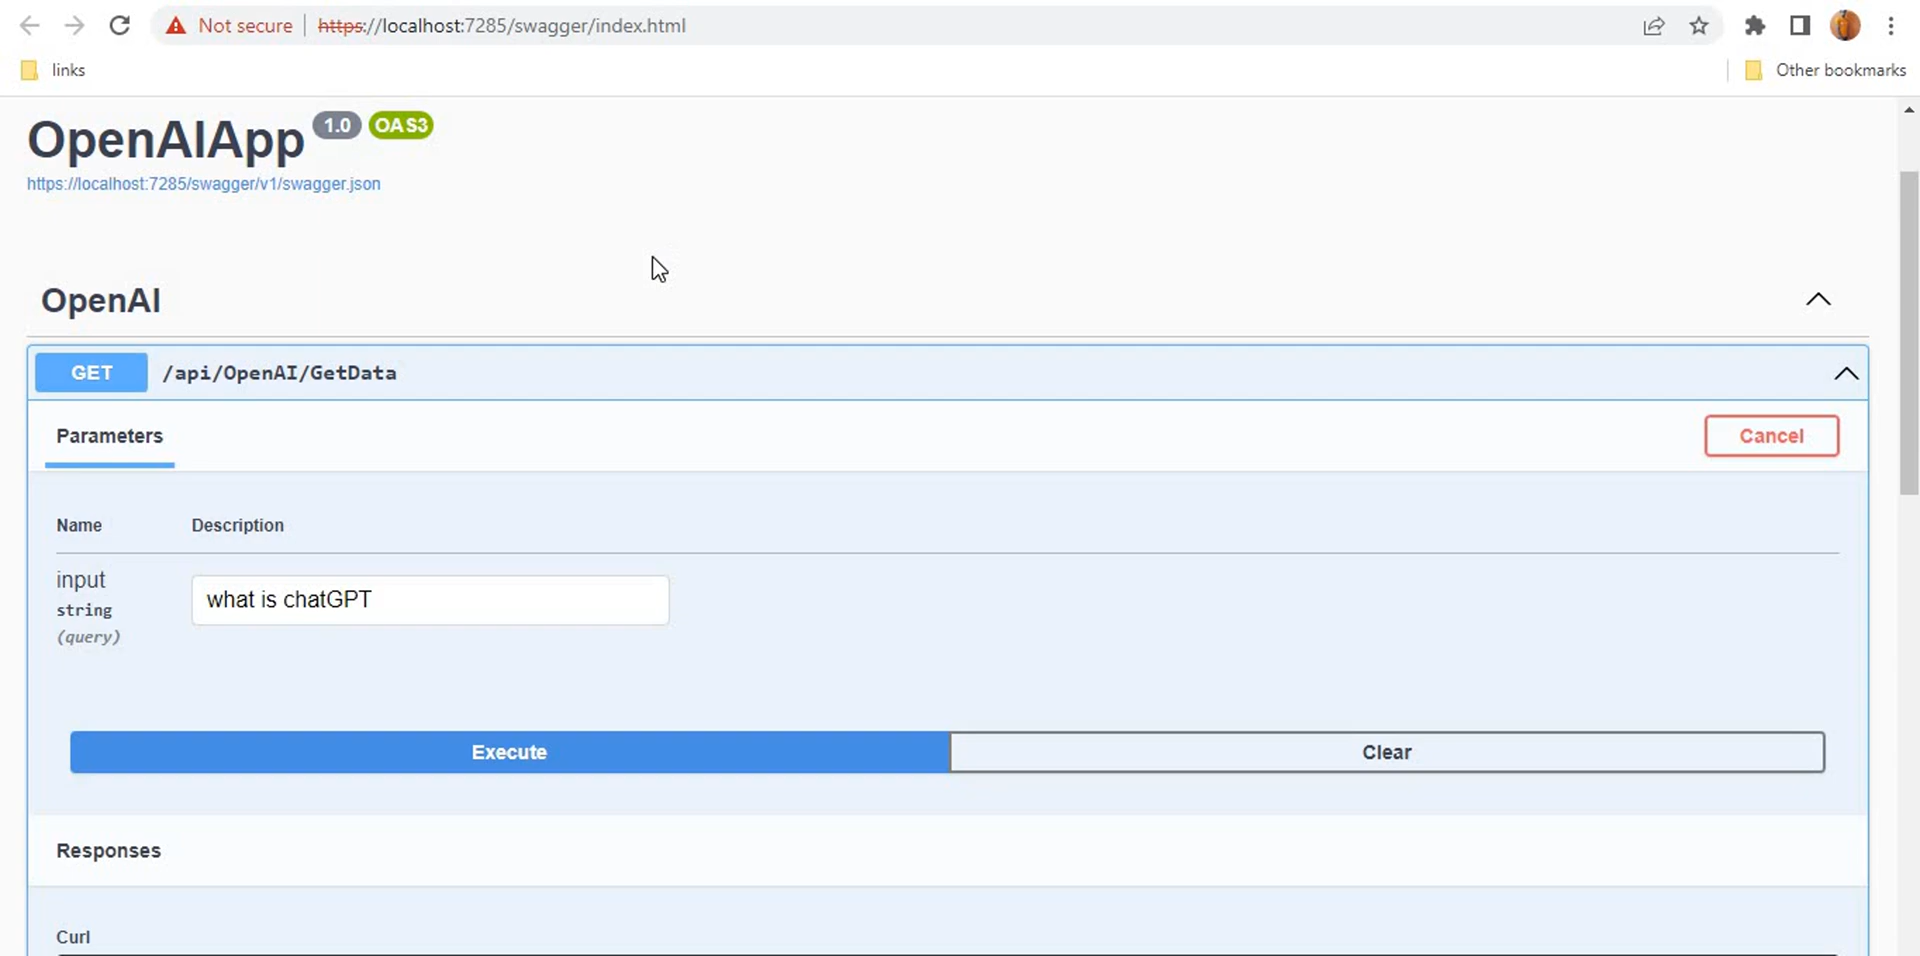 Not secure https://localhost:7285/swagger/index.html
links
Other bookmarks
OpenAIApp 1.0 OAS3
https://localhost:7285/swagger/v1/swagger.json
OpenAI
GET /api/OpenAI/GetData
Parameters
Cancel
Name Description
input
what is chatGPT
string
(query)
Execute Clear
Responses
Curl